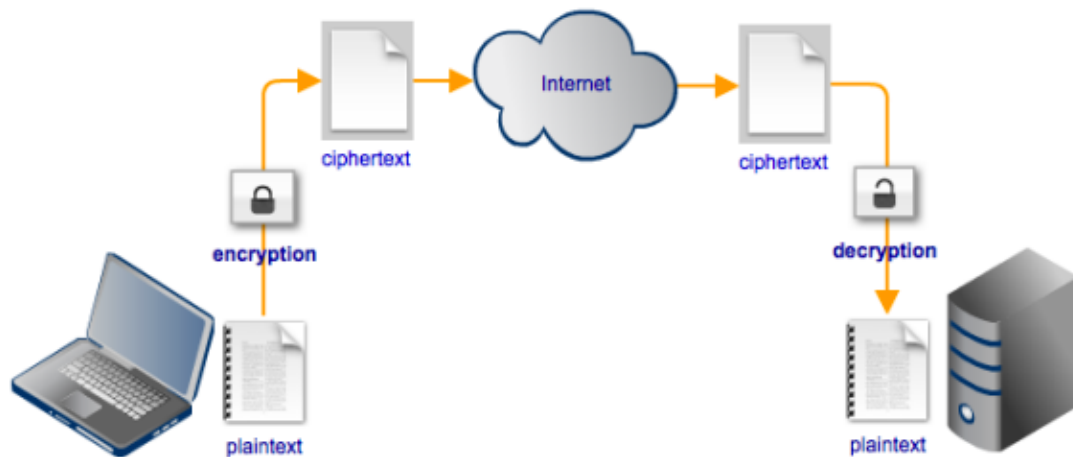 Internet
ciphertext
ciphertext
encryption
decryption
plaintext
plaintext